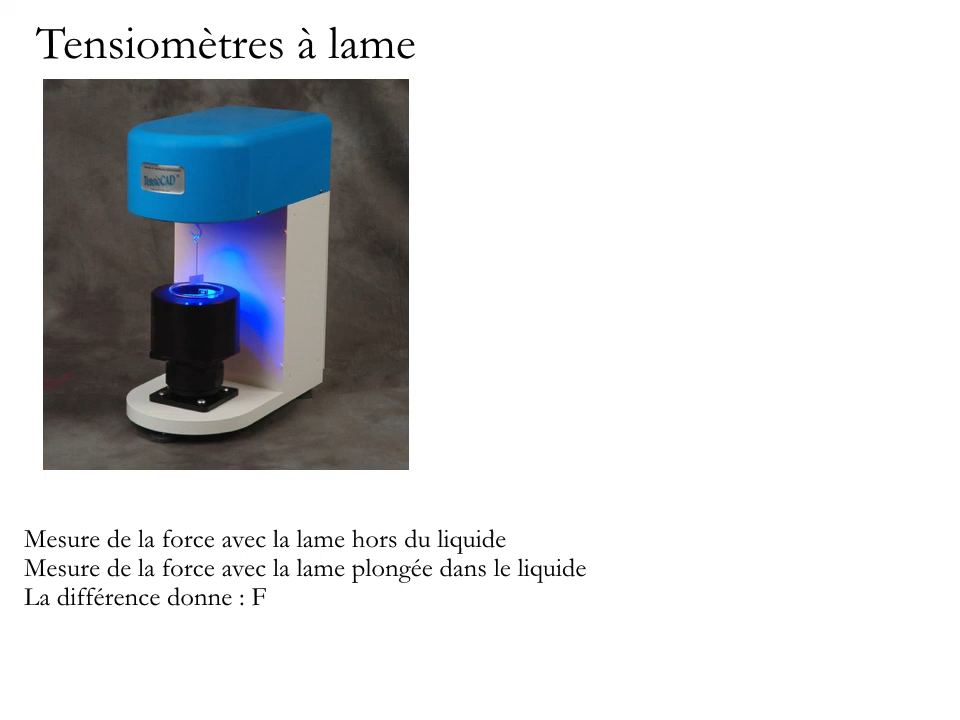 Tensiomètres à lame
TensioCAD
Mesure de la force avec la lame hors du liquide
Mesure de la force avec la lame plongée dans le liquide
La différence donne : F